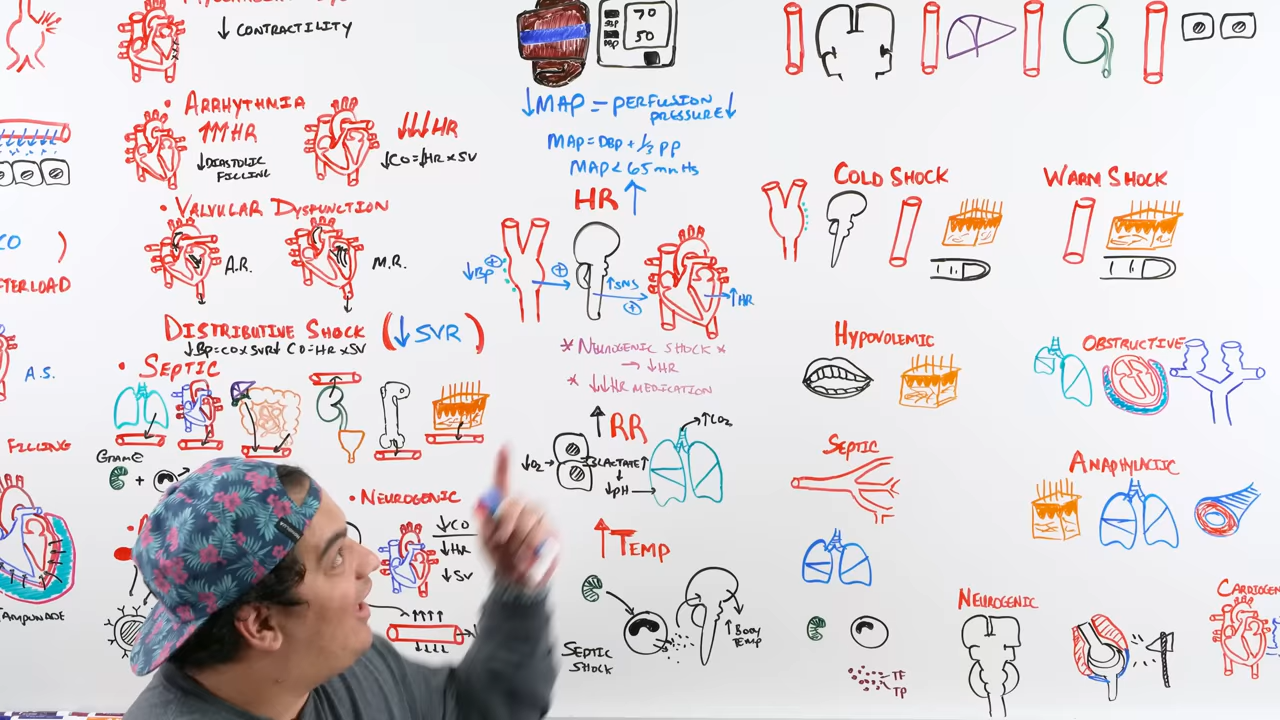 ↓ CONTRACTILITY
• ARRHYTHMIA
↑↑↑HR
↓DIASTOLIC
FILLING
↓↓↓HR
↓CO=↓HR x SV
• VALVULAR DYSFUNCTION
A.R.
M.R.
DISTRIBUTIVE SHOCK (↓SVR)
↓BP=CO x SVR↓ CO=HR x SV
• SEPTIC
• NEUROGENIC
↓CO
↓HR
↓SV
CO )
AFTERLOAD
A.S.
FILLING
TAMPONADE
70
SBP
50
DBP
↓MAP = PERFUSION
PRESSURE↓
MAP=DBP + 1/3 PP
MAP < 65 mmHg
HR ↑
↓BP
+
+
↑SNS
+
↑HR
* NEUROGENIC SHOCK *
→ ↓HR
* ↓↓HR MEDICATION
↑RR
↑CO2
↓O2→
LACTATE↑
↓pH
↑TEMP
↑BODY
TEMP
SEPTIC
SHOCK
COLD SHOCK
WARM SHOCK
HYPOVOLEMIC
OBSTRUCTIVE
SEPTIC
ANAPHYLACTIC
TF
TP
NEUROGENIC
CARDIOGEN